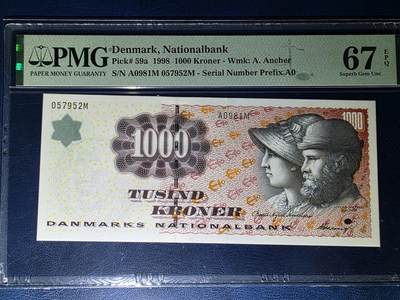 PMG
PAPER MONEY GUARANTY
Denmark, Nationalbank
Pick# 59a 1998 1000 Kroner - Wmk: A. Ancher
S/N A0981M 057952M - Serial Number Prefix A0
67 EPQ
Superb Gem Unc
057952M
A0981M
1000
1000
TUSIND
KRONER
DANMARKS NATIONALBANK